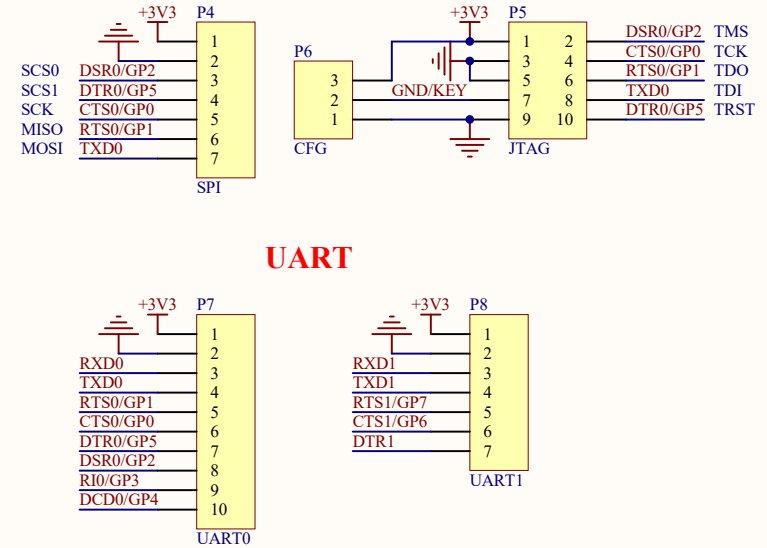 +3V3 P4
1
2
SCS0 DSR0/GP2 3
SCS1 DTR0/GP5 4
SCK CTS0/GP0 5
MISO RTS0/GP1 6
MOSI TXD0 7
SPI
+3V3 P5
P6
1 2 DSR0/GP2 TMS
3 4 CTS0/GP0 TCK
3 5 6 RTS0/GP1 TDO
2 GND/KEY 7 8 TXD0 TDI
1 9 10 DTR0/GP5 TRST
CFG JTAG
UART
+3V3 P7
1
2
RXD0 3
TXD0 4
RTS0/GP1 5
CTS0/GP0 6
DTR0/GP5 7
DSR0/GP2 8
RI0/GP3 9
DCD0/GP4 10
UART0
+3V3 P8
1
2
RXD1 3
TXD1 4
RTS1/GP7 5
CTS1/GP6 6
DTR1 7
UART1